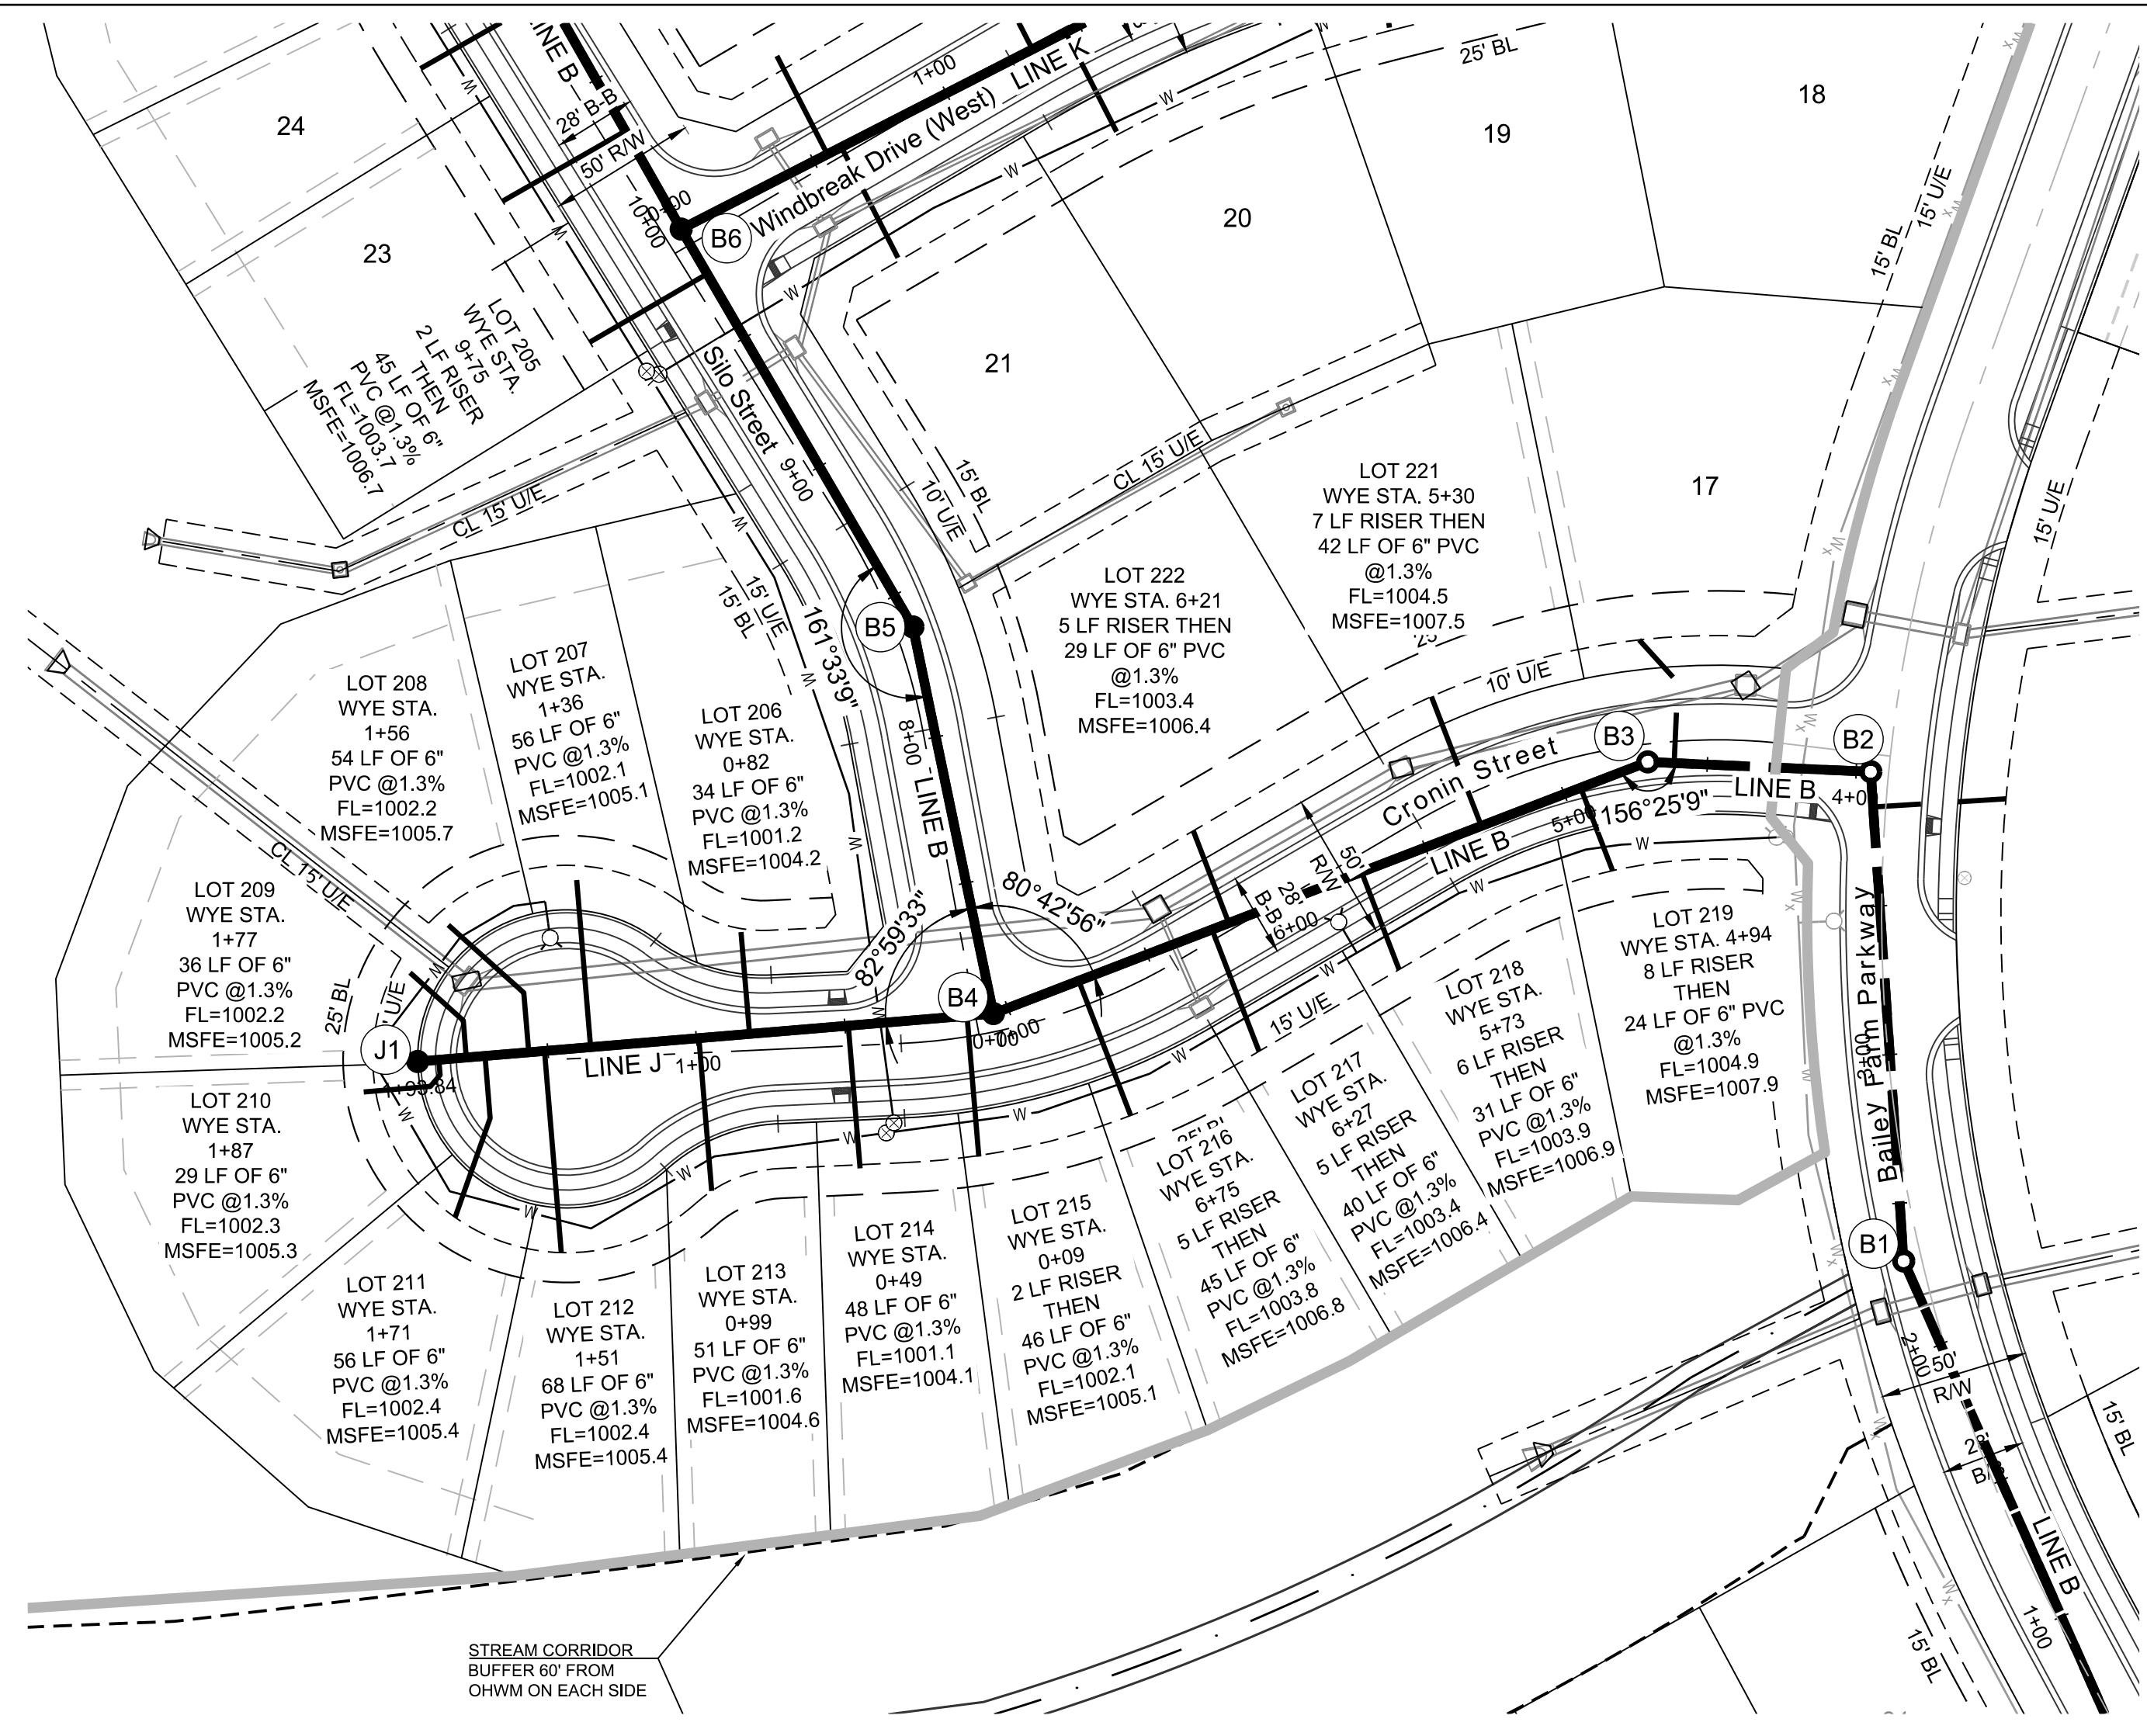 LINE B
28' B-B
50' R/W
10+00
0+00
B6
1+00
LINE K
Windbreak Drive (West)
W
25' BL
24
23
18
19
20
21
17
15' BL
15' U/E
LOT 205
WYE STA.
9+75
2 LF RISER
THEN
45 LF OF 6"
PVC @1.3%
FL=1003.7
MSFE=1006.7
Silo Street
9+00
15' BL
10' U/E
CL 15' U/E
CL 15' U/E
15' U/E
LOT 221
WYE STA. 5+30
7 LF RISER THEN
42 LF OF 6" PVC
@1.3%
FL=1004.5
MSFE=1007.5
LOT 222
WYE STA. 6+21
5 LF RISER THEN
29 LF OF 6" PVC
@1.3%
FL=1003.4
MSFE=1006.4
10' U/E
15' U/E
15' BL
161°33'9"
B5
8+00
LINE B
LOT 208
WYE STA.
1+56
54 LF OF 6"
PVC @1.3%
FL=1002.2
MSFE=1005.7
LOT 207
WYE STA.
1+36
56 LF OF 6"
PVC @1.3%
FL=1002.1
MSFE=1005.1
LOT 206
WYE STA.
0+82
34 LF OF 6"
PVC @1.3%
FL=1001.2
MSFE=1004.2
B3
B2
Cronin Street
LINE B
4+0
156°25'9"
5+00
LINE B
50'
R/W
28'
B-B
6+00
80°42'56"
82°59'33"
B4
7+00
0+00
CL 15' U/E
LOT 209
WYE STA.
1+77
36 LF OF 6"
PVC @1.3%
FL=1002.2
MSFE=1005.2
25' BL
U/E
J1
LINE J
1+00
1+99.84
LOT 210
WYE STA.
1+87
29 LF OF 6"
PVC @1.3%
FL=1002.3
MSFE=1005.3
LOT 211
WYE STA.
1+71
56 LF OF 6"
PVC @1.3%
FL=1002.4
MSFE=1005.4
LOT 212
WYE STA.
1+51
68 LF OF 6"
PVC @1.3%
FL=1002.4
MSFE=1005.4
LOT 213
WYE STA.
0+99
51 LF OF 6"
PVC @1.3%
FL=1001.6
MSFE=1004.6
LOT 214
WYE STA.
0+49
48 LF OF 6"
PVC @1.3%
FL=1001.1
MSFE=1004.1
LOT 215
WYE STA.
0+09
2 LF RISER
THEN
46 LF OF 6"
PVC @1.3%
FL=1002.1
MSFE=1005.1
LOT 216
WYE STA.
6+75
5 LF RISER
THEN
45 LF OF 6"
PVC @1.3%
FL=1003.8
MSFE=1006.8
LOT 217
WYE STA.
6+27
5 LF RISER
THEN
40 LF OF 6"
PVC @1.3%
FL=1003.4
MSFE=1006.4
LOT 218
WYE STA.
5+73
6 LF RISER
THEN
31 LF OF 6"
PVC @1.3%
FL=1003.9
MSFE=1006.9
LOT 219
WYE STA. 4+94
8 LF RISER
THEN
24 LF OF 6" PVC
@1.3%
FL=1004.9
MSFE=1007.9
15' U/E
Bailey Farm Parkway
3+00
B1
2+00
50'
R/W
LINE B
1+00
15' BL
15' BL
STREAM CORRIDOR
BUFFER 60' FROM
OHWM ON EACH SIDE